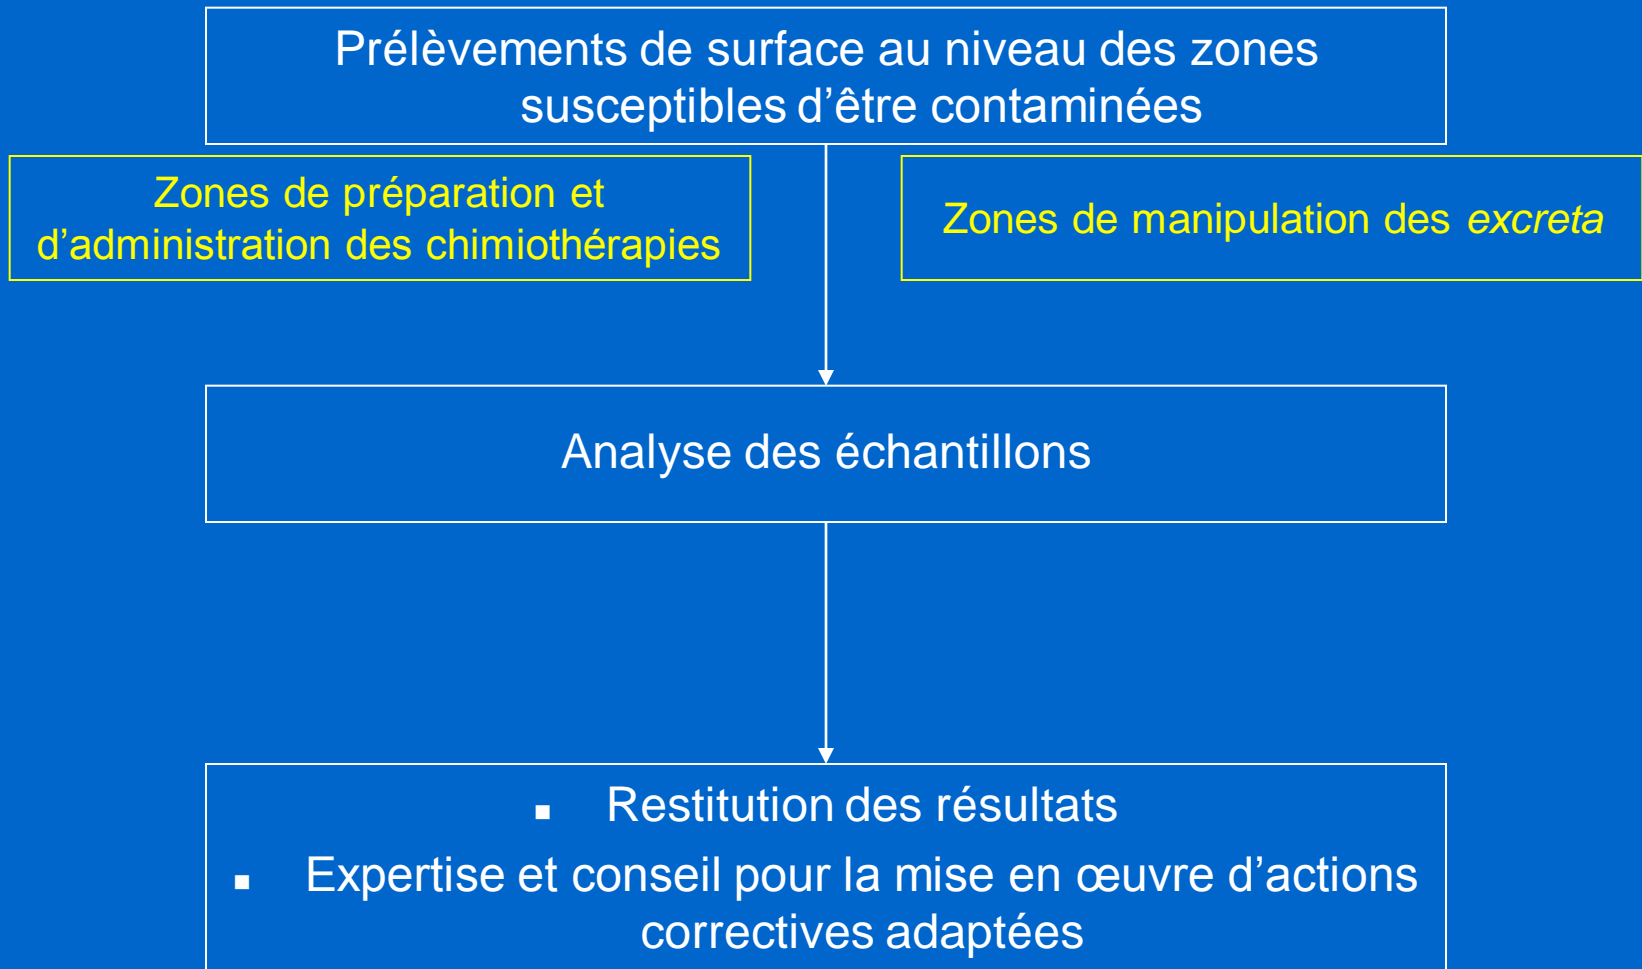 Prélèvements de surface au niveau des zones
susceptibles d’être contaminées
Zones de préparation et
d’administration des chimiothérapies
Zones de manipulation des excreta
Analyse des échantillons
▪ Restitution des résultats
▪ Expertise et conseil pour la mise en œuvre d’actions
correctives adaptées